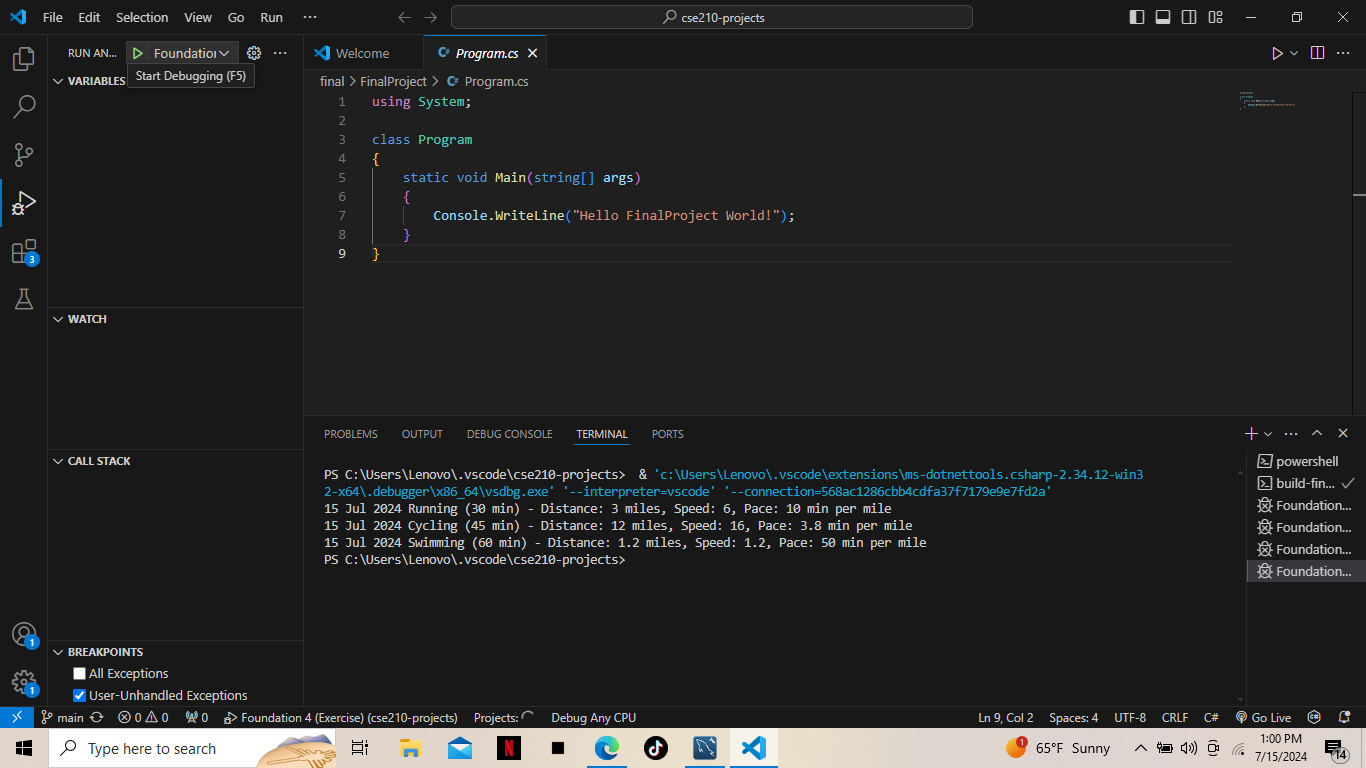 File Edit Selection View Go Run ··· cse210-projects
RUN AN... Foundation
Start Debugging (F5)
VARIABLES
WATCH
CALL STACK
BREAKPOINTS
All Exceptions
User-Unhandled Exceptions
3
1
1
Welcome Program.cs
final > FinalProject > Program.cs
1 using System;
2
3 class Program
4 {
5 static void Main(string[] args)
6 {
7 Console.WriteLine("Hello FinalProject World!");
8 }
9 }
PROBLEMS OUTPUT DEBUG CONSOLE TERMINAL PORTS
PS C:\Users\Lenovo\.vscode\cse210-projects> & 'c:\Users\Lenovo\.vscode\extensions\ms-dotnettools.csharp-2.34.12-win3
2-x64\.debugger\x86_64\vsdbg.exe' '--interpreter=vscode' '--connection=568ac1286cbb4cdfa37f7179e9e7fd2a'
15 Jul 2024 Running (30 min) - Distance: 3 miles, Speed: 6, Pace: 10 min per mile
15 Jul 2024 Cycling (45 min) - Distance: 12 miles, Speed: 16, Pace: 3.8 min per mile
15 Jul 2024 Swimming (60 min) - Distance: 1.2 miles, Speed: 1.2, Pace: 50 min per mile
PS C:\Users\Lenovo\.vscode\cse210-projects>
powershell
build-fin...
Foundation...
Foundation...
Foundation...
Foundation...
main 0 0 0 Foundation 4 (Exercise) (cse210-projects) Projects: Debug Any CPU Ln 9, Col 2 Spaces: 4 UTF-8 CRLF C# Go Live
Type here to search 1 65°F Sunny 1:00 PM
7/15/2024 14